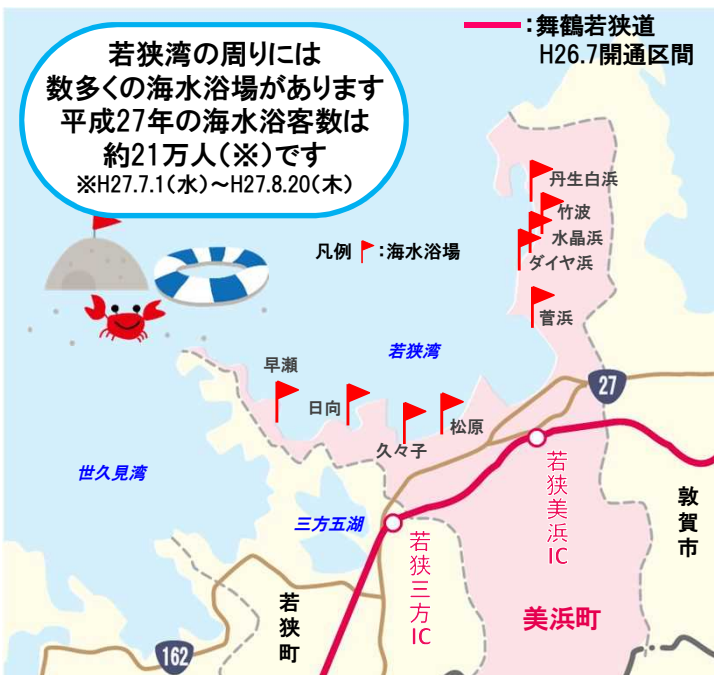 :舞鶴若狭道
H26.7開通区間
若狭湾の周りには
数多くの海水浴場があります
平成27年の海水浴客数は
約21万人(※)です
※H27.7.1(水)～H27.8.20(木)
凡例 :海水浴場
丹生白浜
竹波
水晶浜
ダイヤ浜
菅浜
若狭湾
早瀬
日向
久々子
松原
27
世久見湾
三方五湖
若狭美浜IC
若狭三方IC
敦賀市
美浜町
若狭町
162